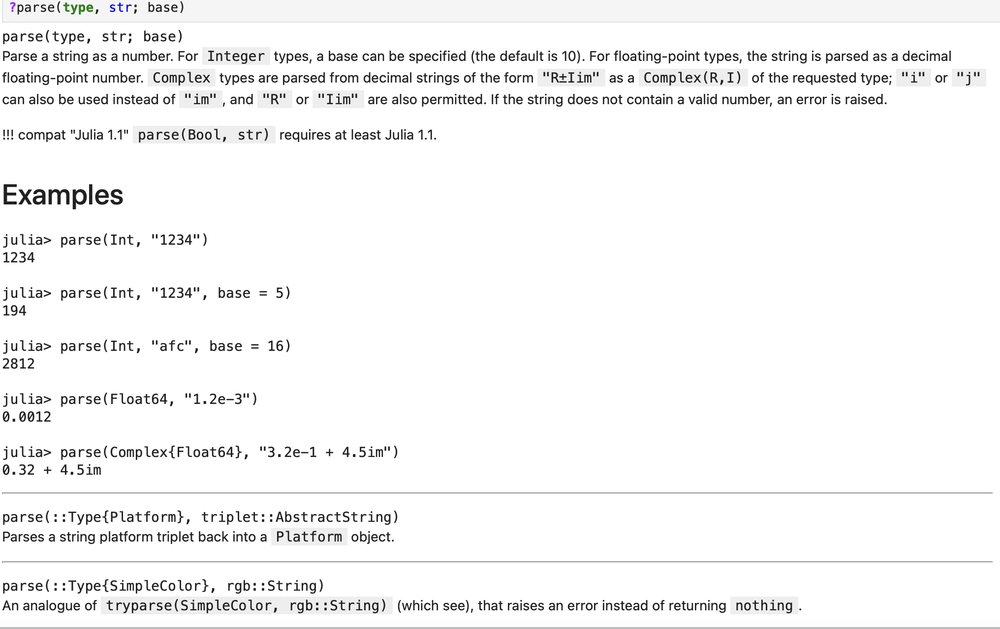 ?parse(type, str; base)
parse(type, str; base)
Parse a string as a number. For Integer types, a base can be specified (the default is 10). For floating-point types, the string is parsed as a decimal
floating-point number. Complex types are parsed from decimal strings of the form "R±Iim" as a Complex(R,I) of the requested type; "i" or "j"
can also be used instead of "im" , and "R" or "Iim" are also permitted. If the string does not contain a valid number, an error is raised.
!!! compat "Julia 1.1" parse(Bool, str) requires at least Julia 1.1.
Examples
julia> parse(Int, "1234")
1234
julia> parse(Int, "1234", base = 5)
194
julia> parse(Int, "afc", base = 16)
2812
julia> parse(Float64, "1.2e-3")
0.0012
julia> parse(Complex{Float64}, "3.2e-1 + 4.5im")
0.32 + 4.5im
parse(::Type{Platform}, triplet::AbstractString)
Parses a string platform triplet back into a Platform object.
parse(::Type{SimpleColor}, rgb::String)
An analogue of tryparse(SimpleColor, rgb::String) (which see), that raises an error instead of returning nothing .